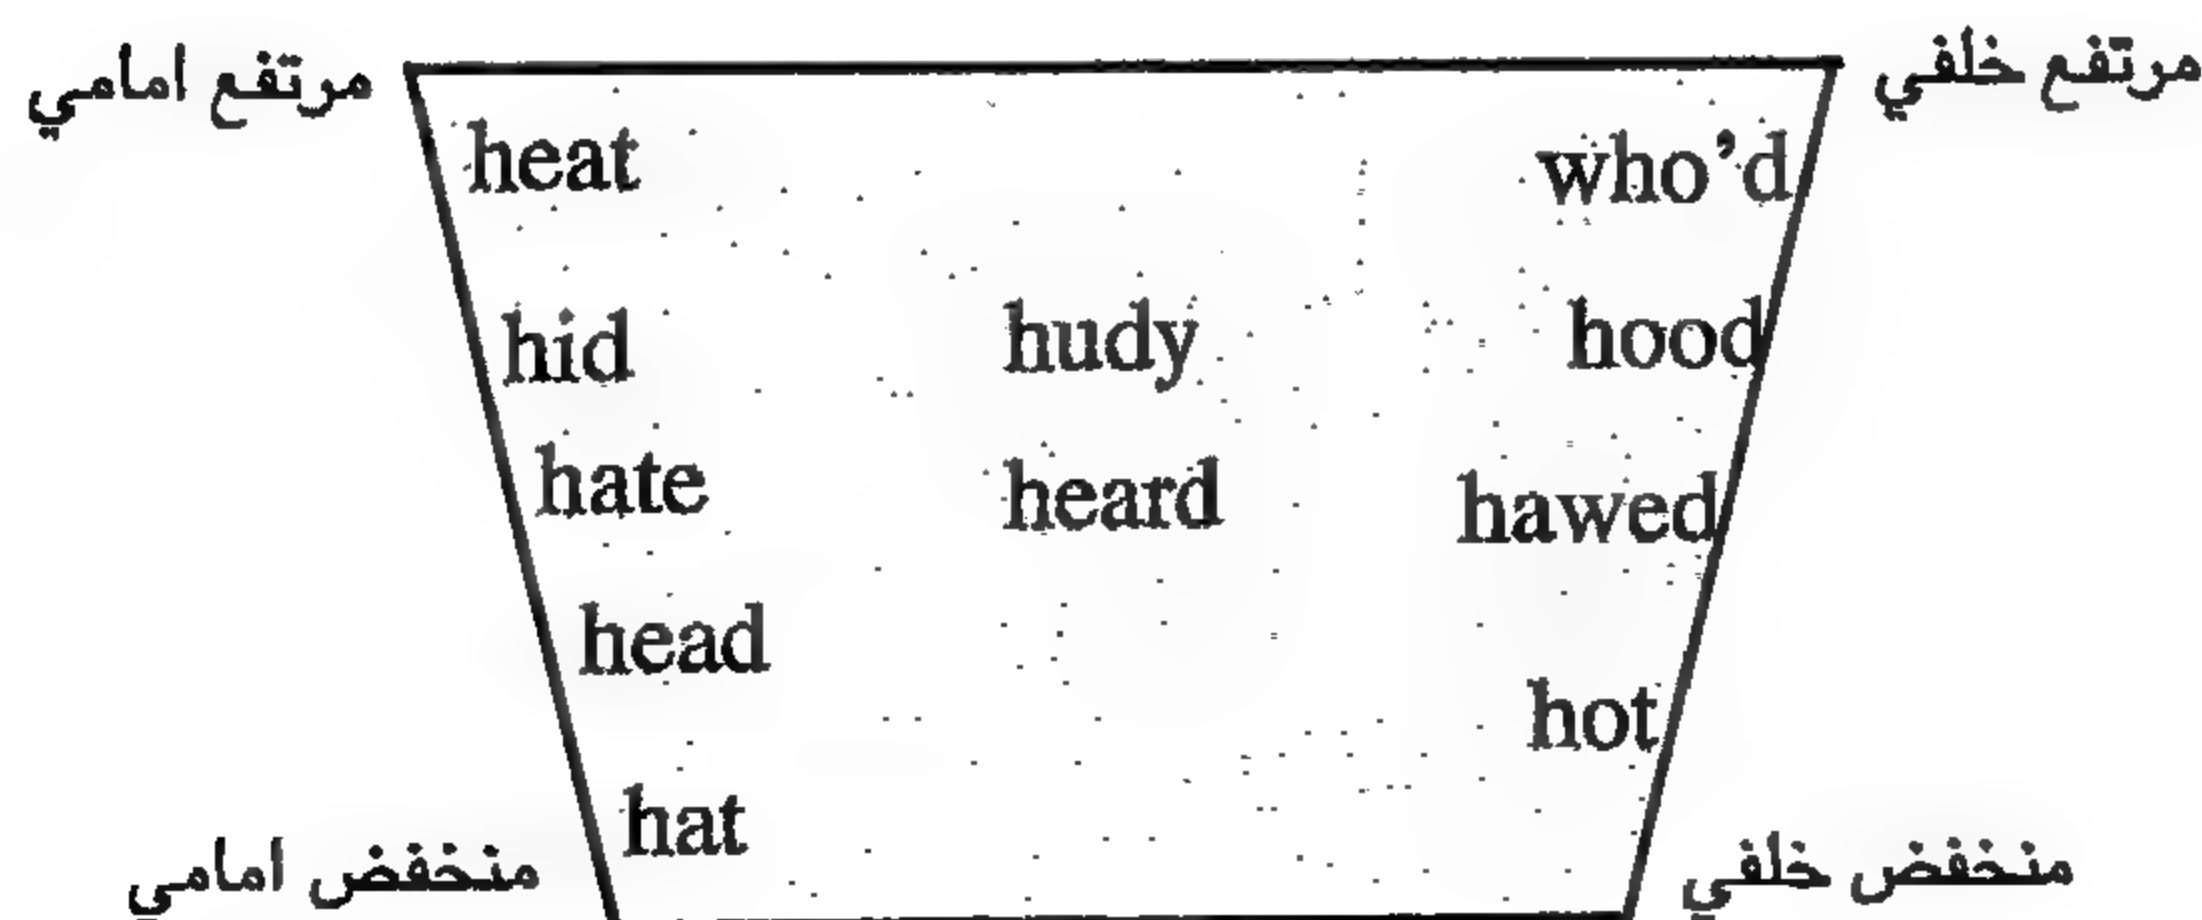 مرتفع امامي
مرتفع خلفي
heat
who’d
hid
hudy
hood
hate
heard
hawed
head
hot
hat
منخفض امامي
منخفض خلفي